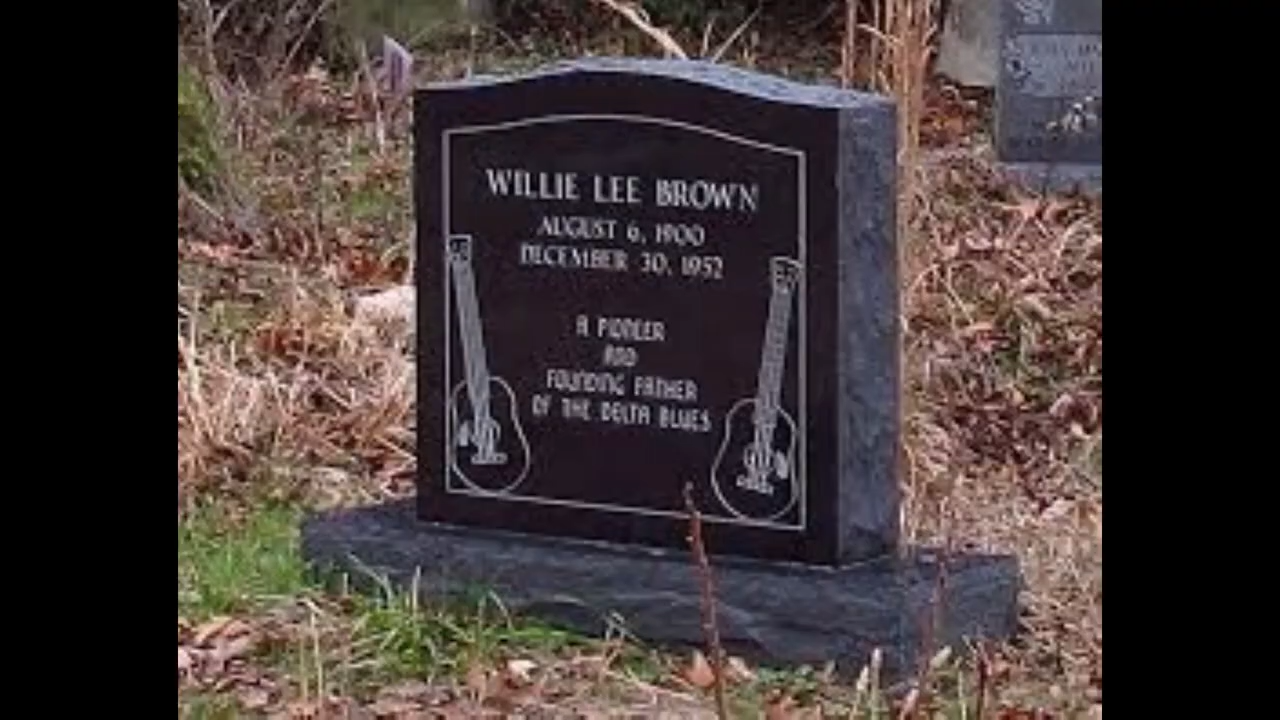 WILLIE LEE BROWN
AUGUST 6, 1900
DECEMBER 30, 1952
A PIONEER
AND
FOUNDING FATHER
OF THE DELTA BLUES